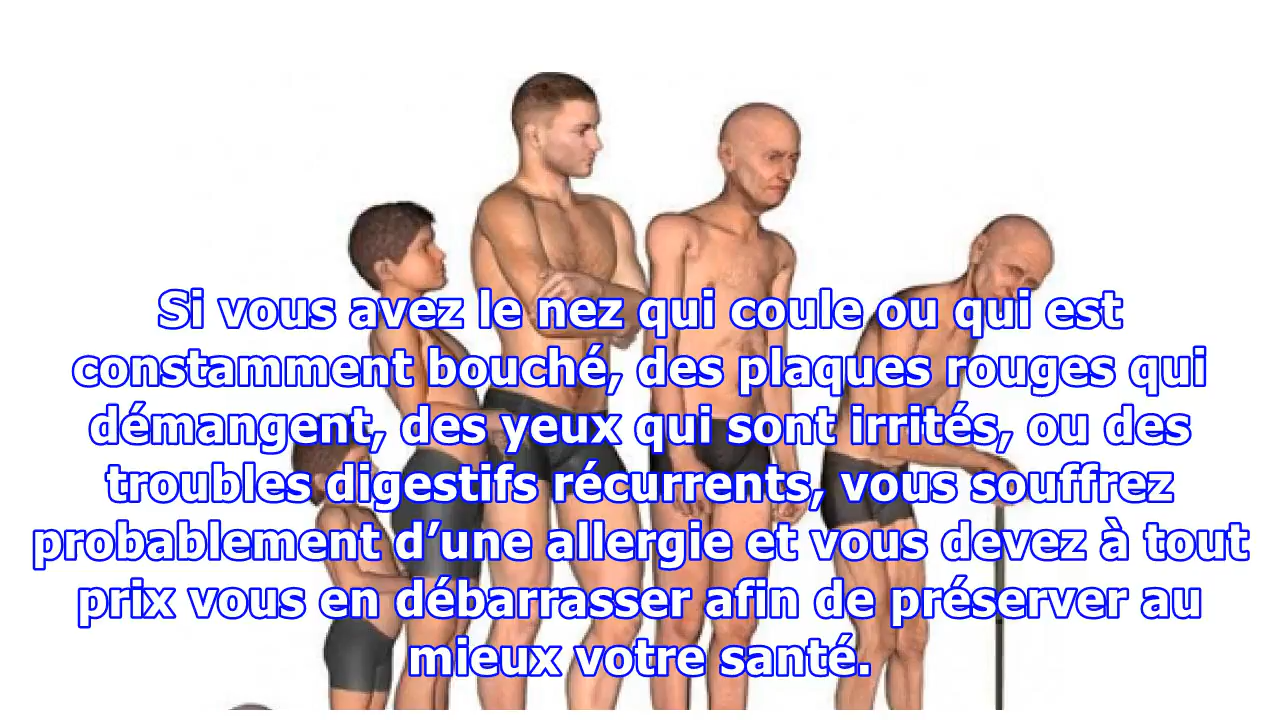 Si vous avez le nez qui coule ou qui est
constamment bouché, des plaques rouges qui
démangent, des yeux qui sont irrités, ou des
troubles digestifs récurrents, vous souffrez
probablement d’une allergie et vous devez à tout
prix vous en débarrasser afin de préserver au
mieux votre santé.